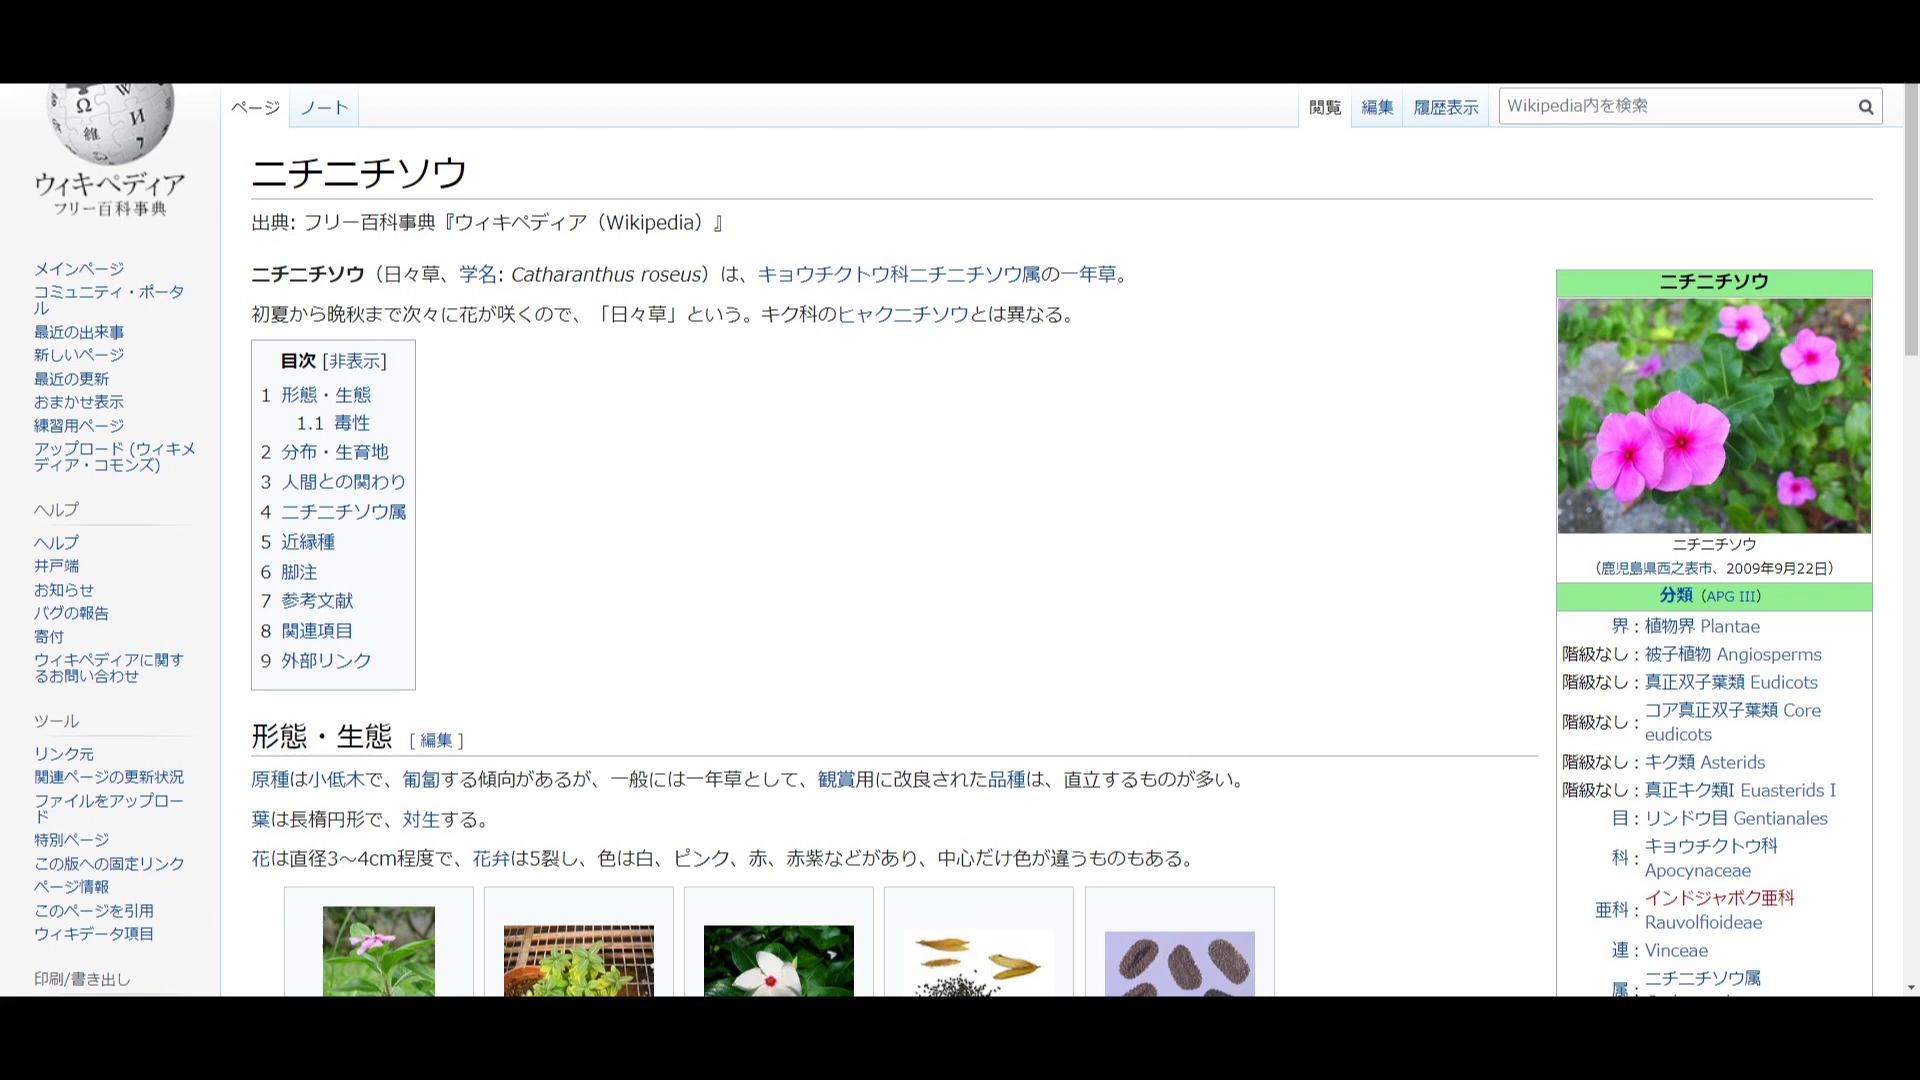 ウィキペディア
フリー百科事典
メインページ
コミュニティ・ポータ
ル
最近の出来事
新しいページ
最近の更新
おまかせ表示
練習用ページ
アップロード (ウィキメ
ディア・コモンズ)
ヘルプ
ヘルプ
井戸端
お知らせ
バグの報告
寄付
ウィキペディアに関す
るお問い合わせ
ツール
リンク元
関連ページの更新状況
ファイルをアップロー
ド
特別ページ
この版への固定リンク
ページ情報
このページを引用
ウィキデータ項目
印刷/書き出し
ページ ノート 閲覧 編集 履歴表示 Wikipedia内を検索
ニチニチソウ
出典: フリー百科事典『ウィキペディア（Wikipedia）』
ニチニチソウ（日々草、学名: Catharanthus roseus）は、キョウチクトウ科ニチニチソウ属の一年草。
初夏から晩秋まで次々に花が咲くので、「日々草」という。キク科のヒャクニチソウとは異なる。
目次 [非表示]
1 形態・生態
1.1 毒性
2 分布・生育地
3 人間との関わり
4 ニチニチソウ属
5 近縁種
6 脚注
7 参考文献
8 関連項目
9 外部リンク
形態・生態 [ 編集 ]
原種は小低木で、匍匐する傾向があるが、一般には一年草として、観賞用に改良された品種は、直立するものが多い。
葉は長楕円形で、対生する。
花は直径3〜4cm程度で、花弁は5裂し、色は白、ピンク、赤、赤紫などがあり、中心だけ色が違うものもある。
ニチニチソウ
ニチニチソウ
（鹿児島県西之表市、2009年9月22日）
分類（APG III）
界 : 植物界 Plantae
階級なし : 被子植物 Angiosperms
階級なし : 真正双子葉類 Eudicots
階級なし : コア真正双子葉類 Core
eudicots
階級なし : キク類 Asterids
階級なし : 真正キク類I Euasterids I
目 : リンドウ目 Gentianales
科 : キョウチクトウ科
Apocynaceae
亜科 : インドジャボク亜科
Rauvolfioideae
連 : Vinceae
属 : ニチニチソウ属